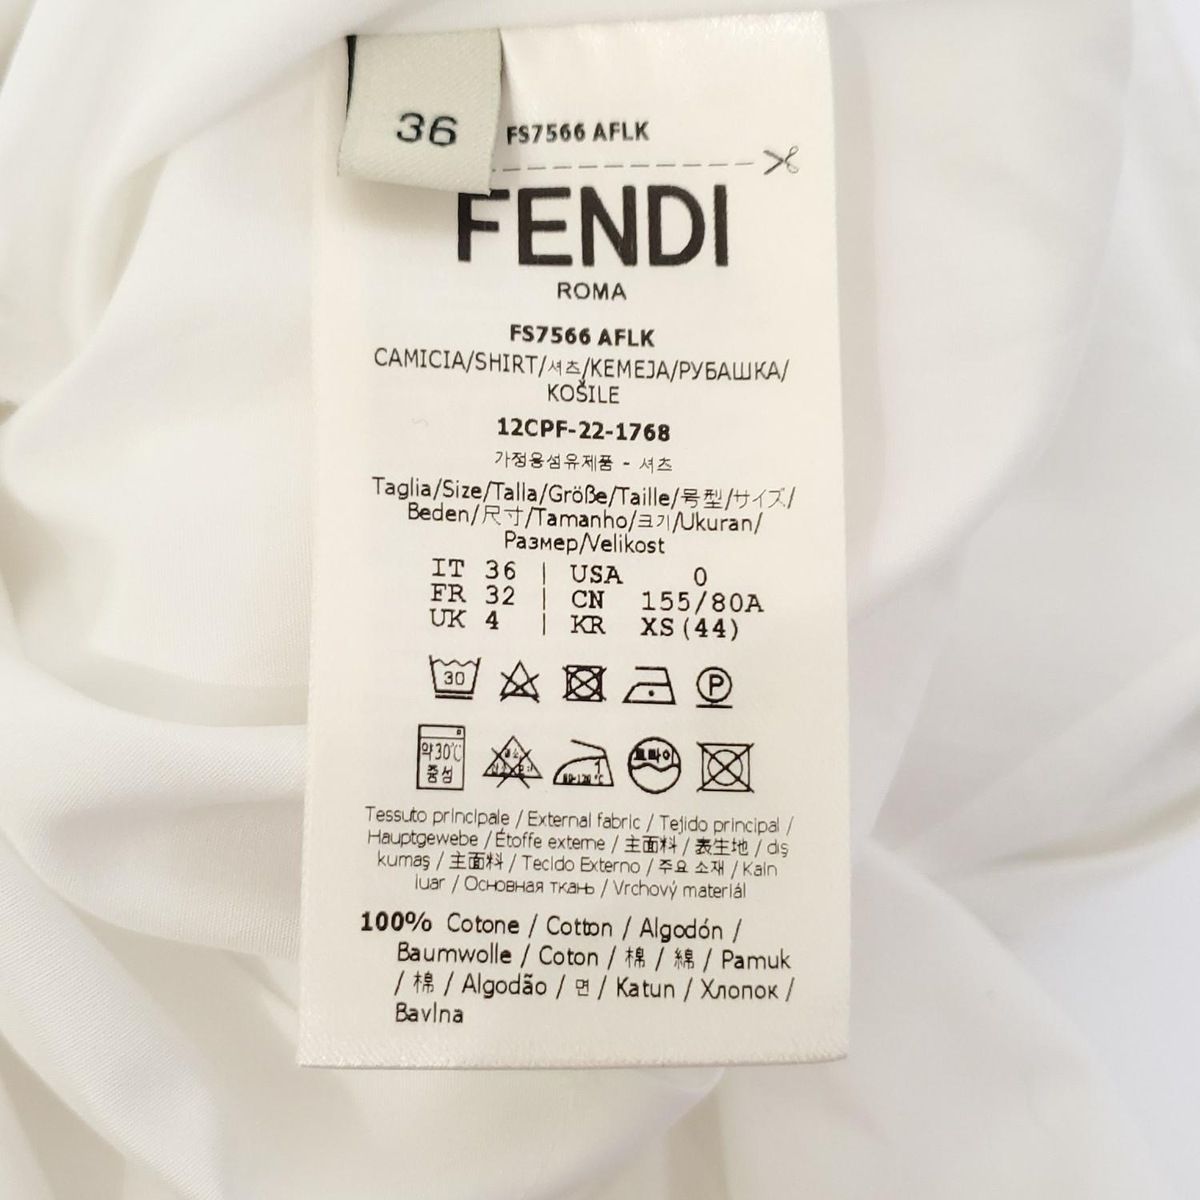 36
FS7566 AFLK
FENDI
ROMA
FS7566 AFLK
CAMICIA/SHIRT/셔츠/KEMEJA/РУБАШКА/
KOŠILE
12CPF-22-1768
가정용섬유제품 - 셔츠
Taglia/Size/Talla/Größe/Taille/号型/サイズ/
Beden/尺寸/Tamanho/크기/Ukuran/
Размер/Velikost
IT 36 | USA 0
FR 32 | CN 155/80A
UK 4 | KR XS(44)
30 P
약30℃
중성
Tessuto principale / External fabric / Tejido principal /
Hauptgewebe / Étoffe externe / 主面料 / 表生地 / dış
kumaş / 主面料 / Tecido Externo / 주요 소재 / Kain
luar / Основная ткань / Vrchový materiál
100% Cotone / Cotton / Algodón /
Baumwolle / Coton / 棉 / 綿 / Pamuk
/ 棉 / Algodão / 면 / Katun / Хлопок /
Bavlna